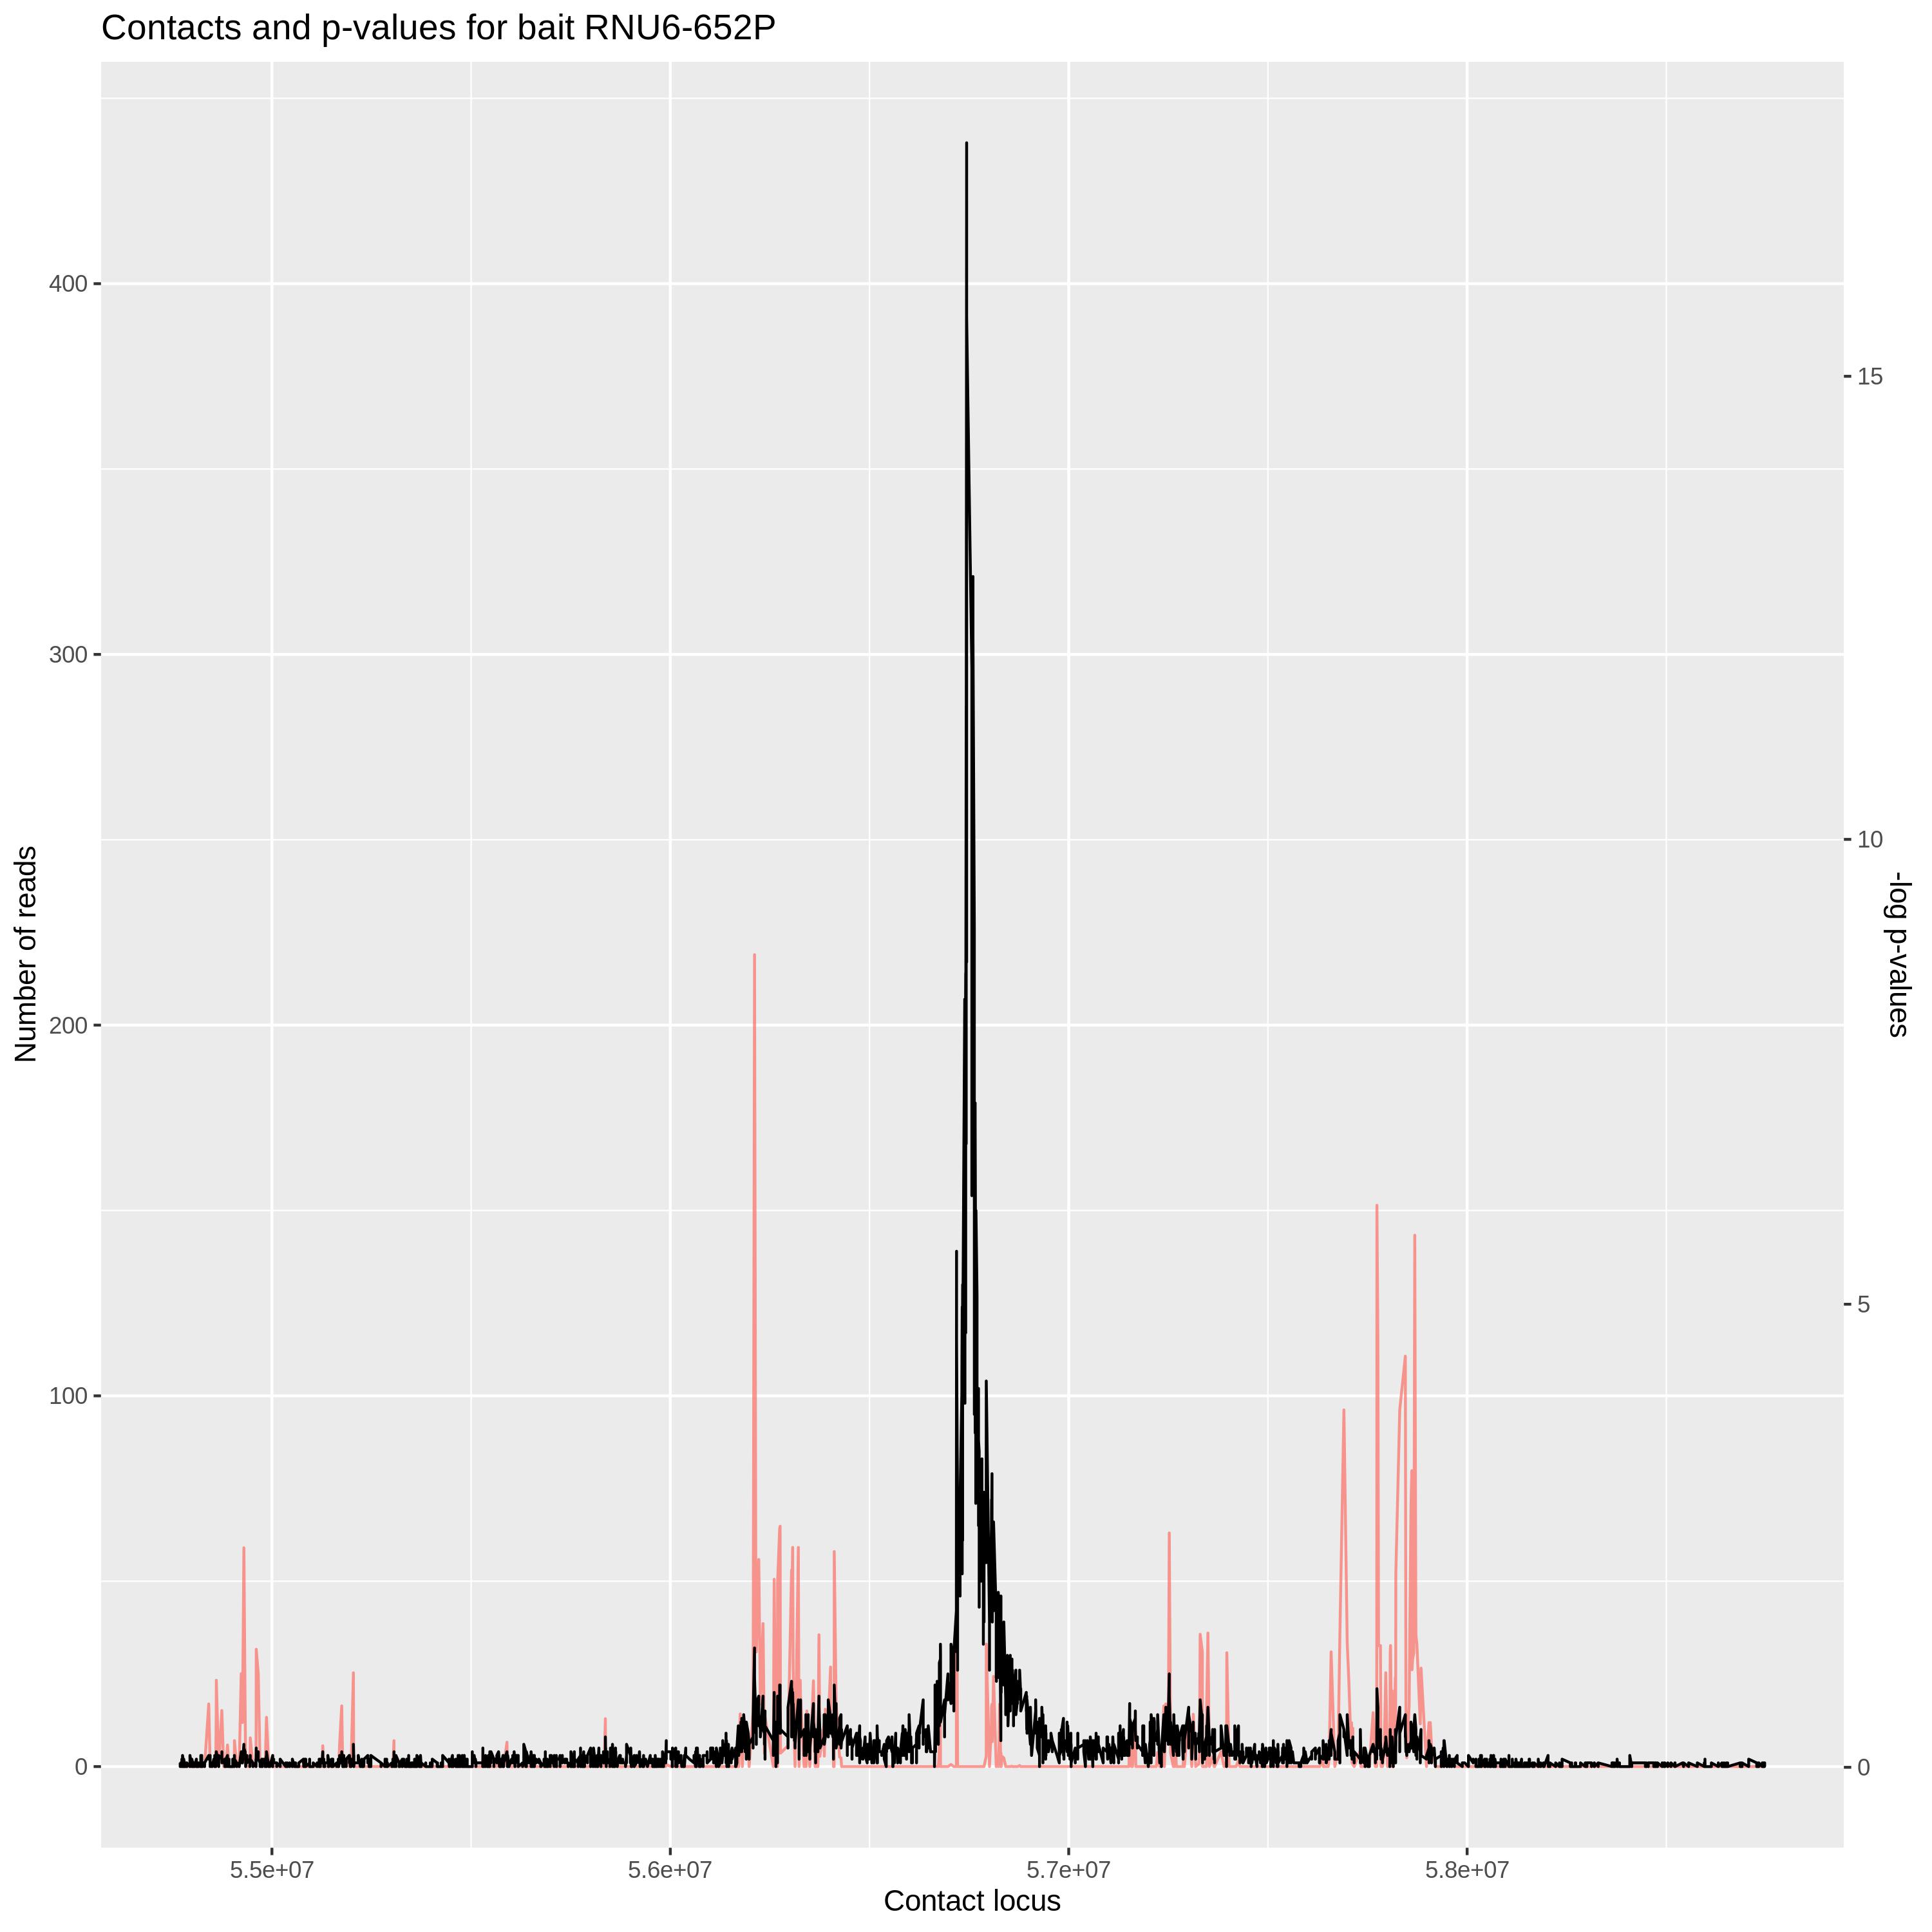 Contacts and p-values for bait RNU6-652P
400
300
200
100
0
Number of reads
15
10
5
0
-log p-values
5.5e+07
5.6e+07
5.7e+07
5.8e+07
Contact locus